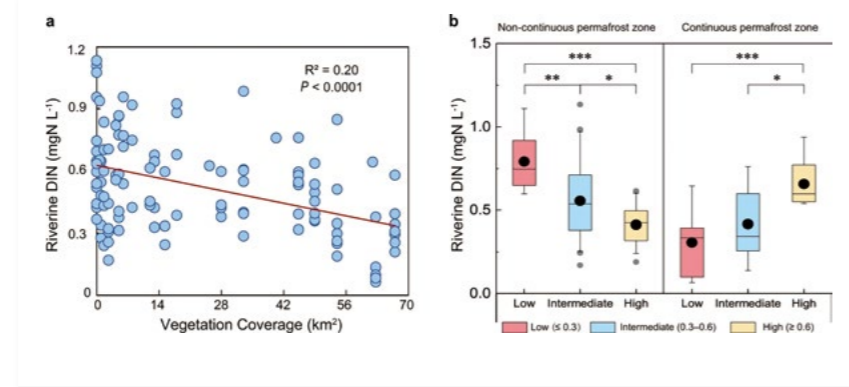 a
1.2
0.9
0.6
0.3
0
Riverine DIN (mgN L⁻¹)
R² = 0.20
P < 0.0001
0 14 28 42 56 70
Vegetation Coverage (km²)
b
Non-continuous permafrost zone Continuous permafrost zone
1.5
1.0
0.5
0.0
Riverine DIN (mgN L⁻¹)
*** ***
** * *
Low Intermediate High Low Intermediate High
Low (≤ 0.3) Intermediate (0.3–0.6) High (≥ 0.6)